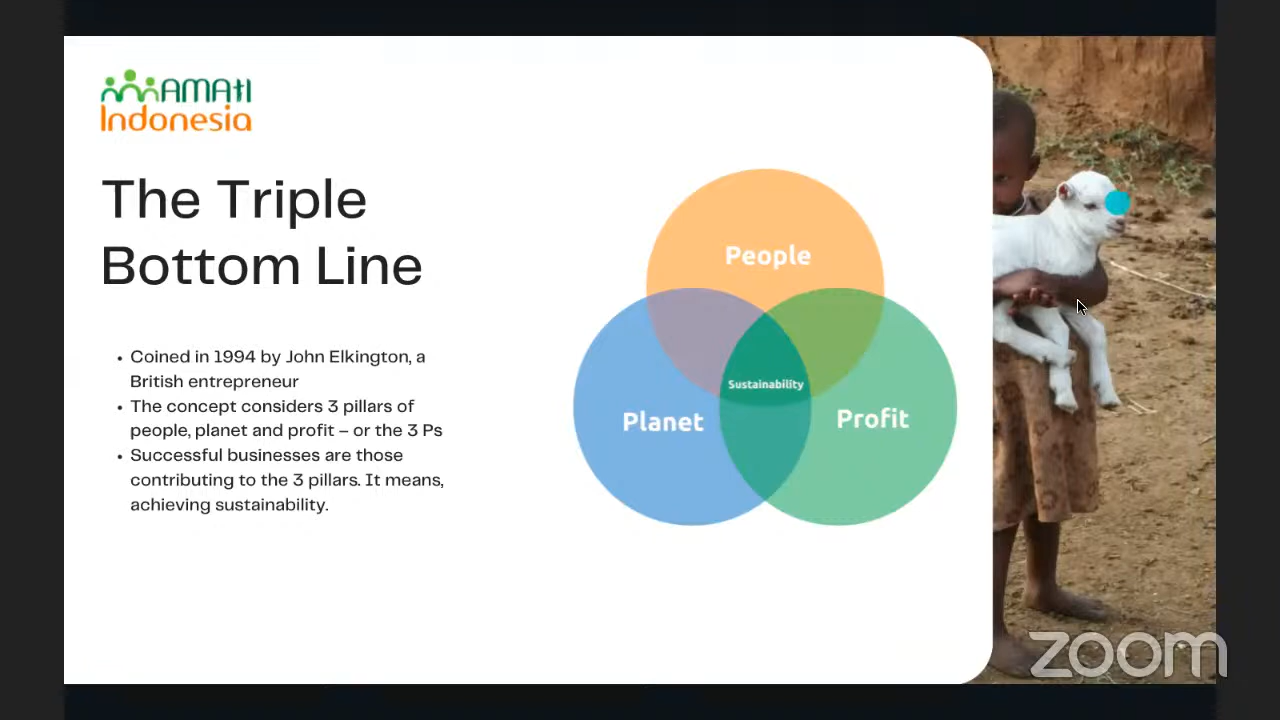 AMATI
Indonesia
The Triple
Bottom Line
• Coined in 1994 by John Elkington, a
British entrepreneur
• The concept considers 3 pillars of
people, planet and profit – or the 3 Ps
• Successful businesses are those
contributing to the 3 pillars. It means,
achieving sustainability.
People
Sustainability
Planet
Profit
zoom